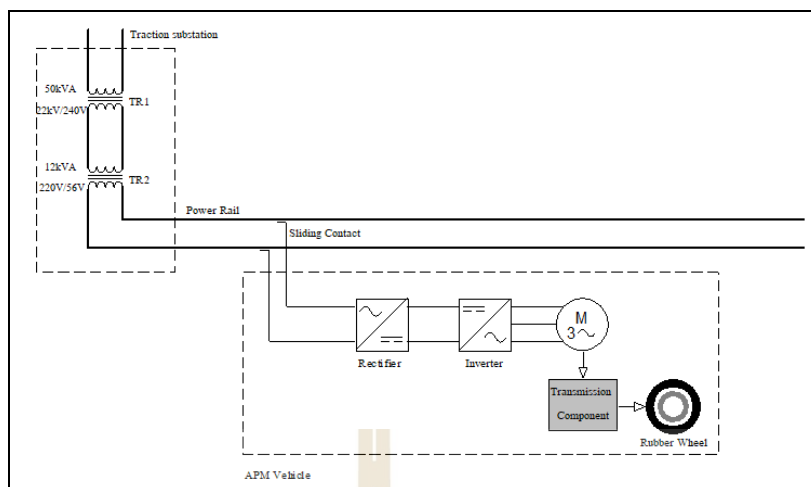 Traction substation
50kVA
TR1
22kV/240V
12kVA
TR2
220V/56V
Power Rail
Sliding Contact
M
3
Rectifier
Inverter
Transmission
Component
Rubber Wheel
APM Vehicle